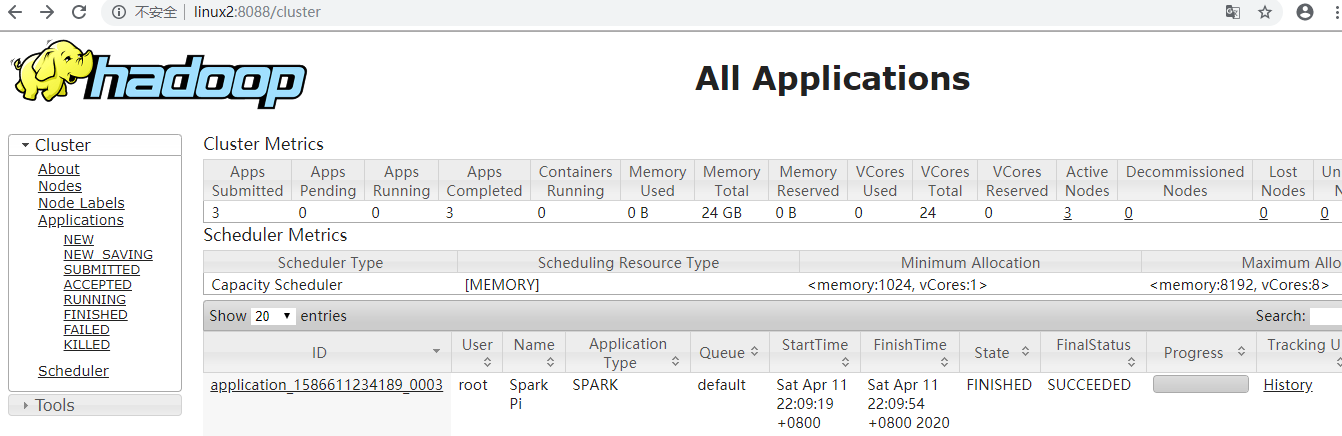 不安全 | linux2:8088/cluster
hadoop
All Applications
Cluster
About
Nodes
Node Labels
Applications
NEW
NEW_SAVING
SUBMITTED
ACCEPTED
RUNNING
FINISHED
FAILED
KILLED
Scheduler
Tools
Cluster Metrics
Apps Submitted Apps Pending Apps Running Apps Completed Containers Running Memory Used Memory Total Memory Reserved VCores Used VCores Total VCores Reserved Active Nodes Decommissioned Nodes Lost Nodes
3 0 0 3 0 0 B 24 GB 0 B 0 24 0 3 0 0 0
Scheduler Metrics
Scheduler Type Scheduling Resource Type Minimum Allocation Maximum Allo
Capacity Scheduler [MEMORY] <memory:1024, vCores:1> <memory:8192, vCores:8>
Show 20 entries Search:
ID User Name Application Type Queue StartTime FinishTime State FinalStatus Progress Tracking U
application_1586611234189_0003 root Spark Pi SPARK default Sat Apr 11 22:09:19 +0800 Sat Apr 11 22:09:54 +0800 2020 FINISHED SUCCEEDED History